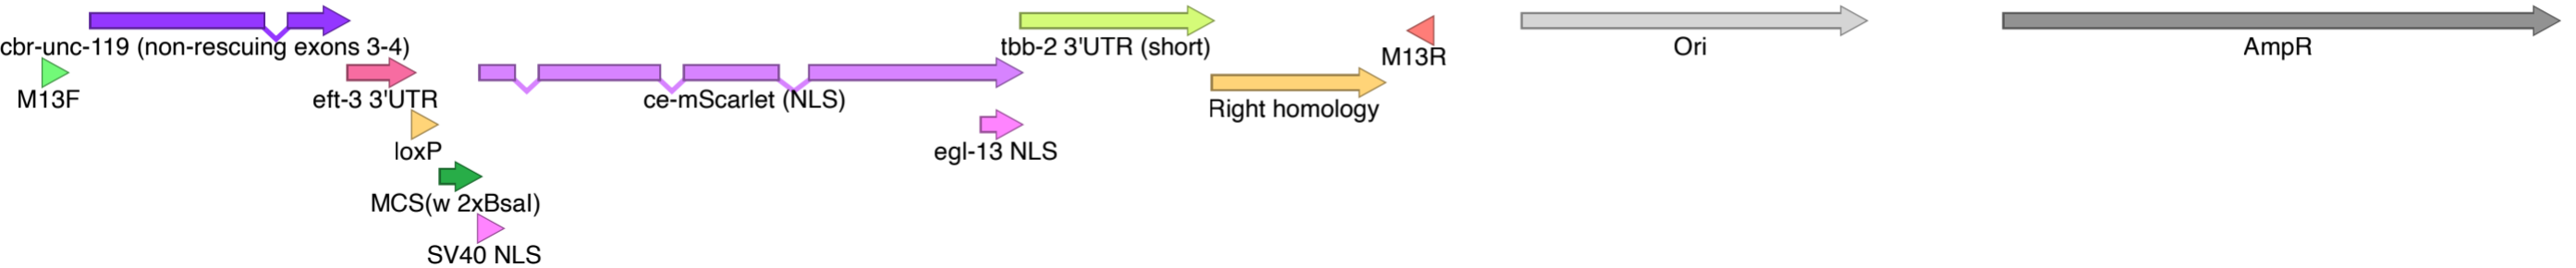 cbr-unc-119 (non-rescuing exons 3-4)
tbb-2 3'UTR (short)
M13R
Ori
AmpR
M13F
eft-3 3'UTR
ce-mScarlet (NLS)
Right homology
loxP
egl-13 NLS
MCS(w 2xBsaI)
SV40 NLS